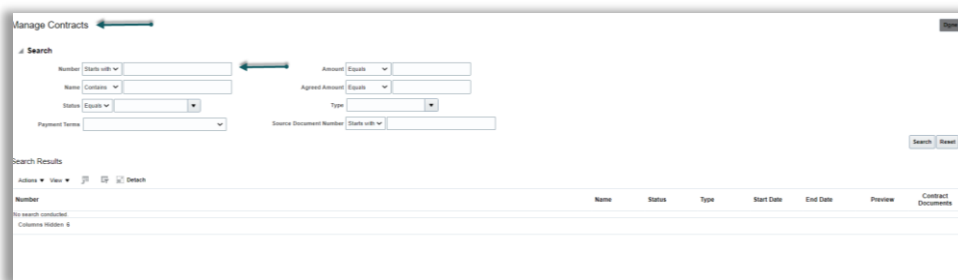 Manage Contracts
Done
Search
Number Starts with Amount Equals
Name Contains Agreed Amount Equals
Status Equals Type
Payment Terms Source Document Number Starts with
Search Reset
Search Results
Actions View Detach
Number Name Status Type Start Date End Date Preview Contract Documents
No search conducted.
Columns Hidden 6